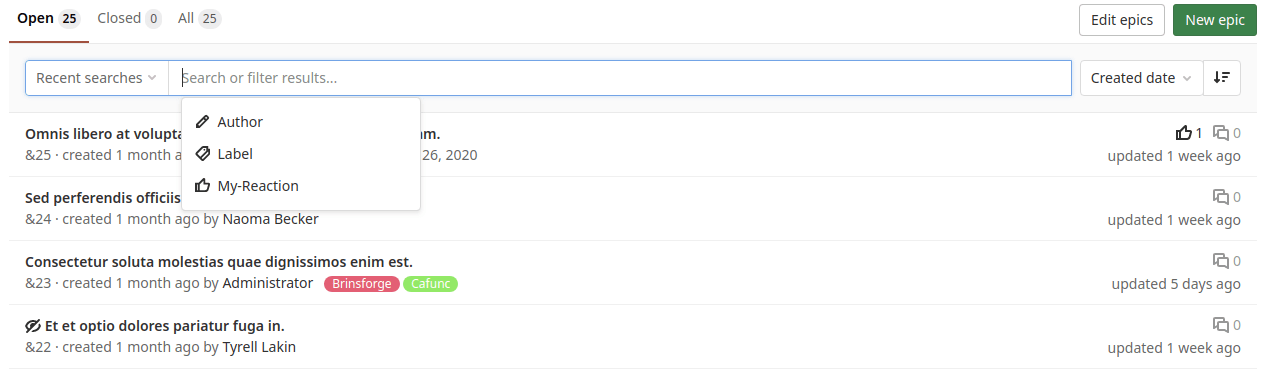 Open 25 Closed 0 All 25 Edit epics New epic
Recent searches Search or filter results... Created date
Author
Label
My-Reaction
Omnis libero at am. 1 0
&25 · created 1 month 26, 2020 updated 1 week ago
Sed perferendis officiis 0
&24 · created 1 month ago by Naoma Becker updated 1 week ago
Consectetur soluta molestias quae dignissimos enim est. 0
&23 · created 1 month ago by Administrator Brinsforge Cafunc updated 5 days ago
Et et optio dolores pariatur fuga in. 0
&22 · created 1 month ago by Tyrell Lakin updated 1 week ago